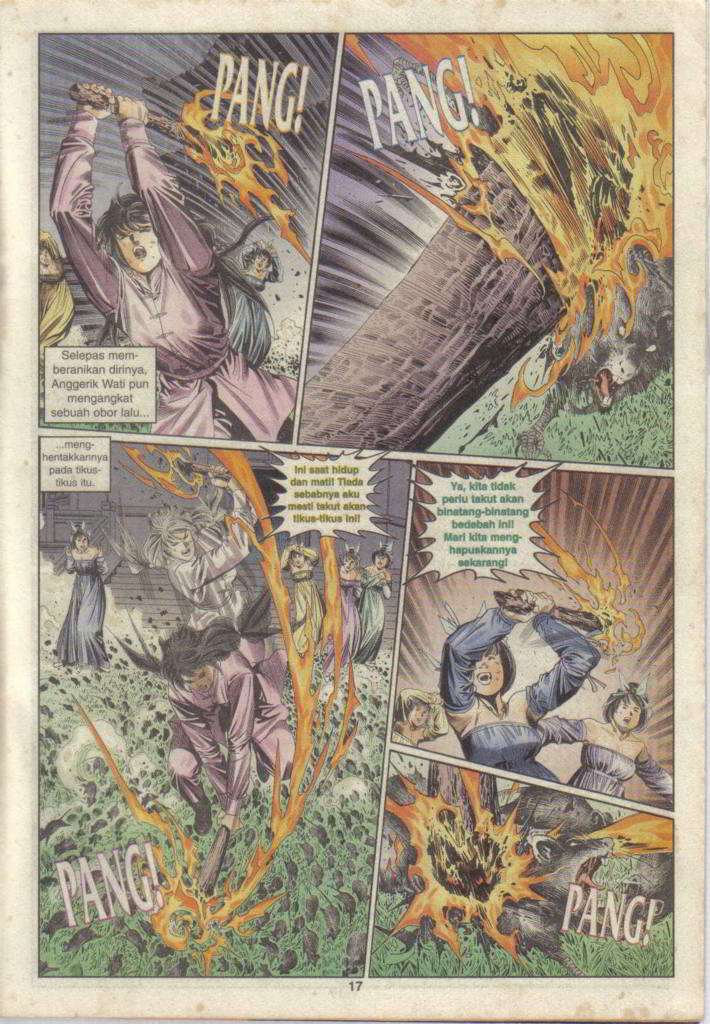 PANG!
PANG!
Selepas mem-
beranikan dirinya,
Anggerik Wati pun
mengangkat
sebuah obor lalu...
...meng-
hentakkannya
pada tikus-
tikus itu.
Ini saat hidup
dan mati! Tiada
sebabnya aku
mesti takut akan
tikus-tikus ini!
Ya, kita tidak
perlu takut akan
binatang-binatang
bedebah ini!
Mari kita meng-
hapuskannya
sekarang!
PANG!
PANG!
17